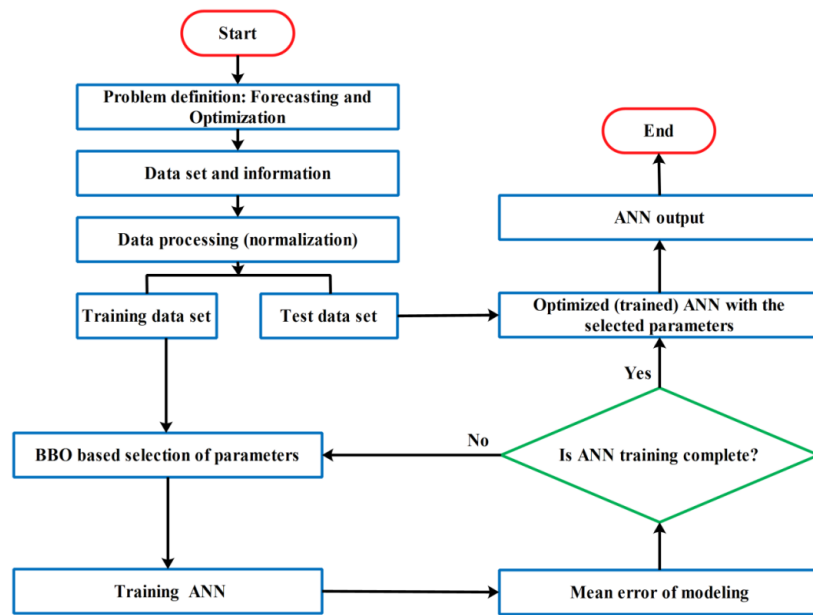 Start
Problem definition: Forecasting and
Optimization
Data set and information
Data processing (normalization)
Training data set
Test data set
BBO based selection of parameters
Training ANN
Mean error of modeling
Is ANN training complete?
No
Yes
Optimized (trained) ANN with the
selected parameters
ANN output
End